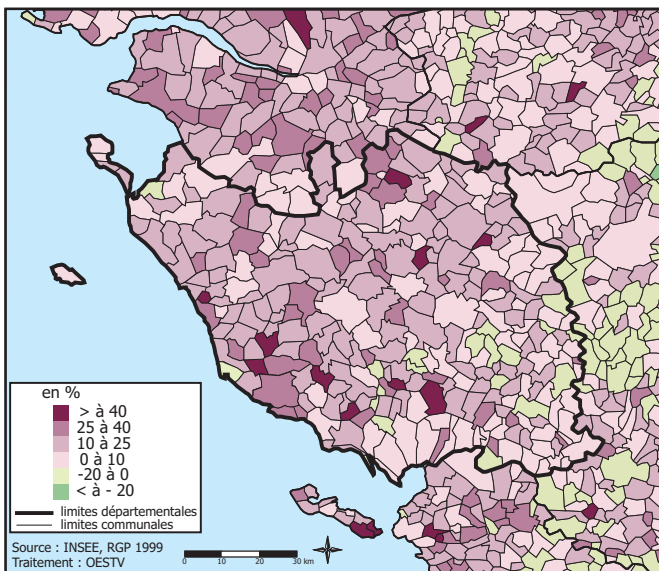 en %
> à 40
25 à 40
10 à 25
0 à 10
-20 à 0
< à - 20
limites départementales
limites communales
Source : INSEE, RGP 1999
Traitement : OESTV
0 10 20 30 km